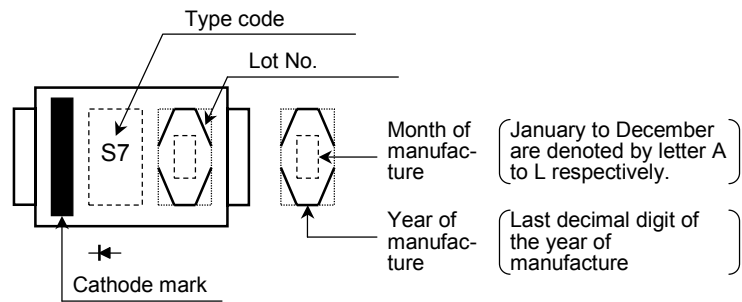 Type code
Lot No.
S7
Month of
manufac-
ture
January to December
are denoted by letter A
to L respectively.
Year of
manufac-
ture
Last decimal digit of
the year of
manufacture
Cathode mark